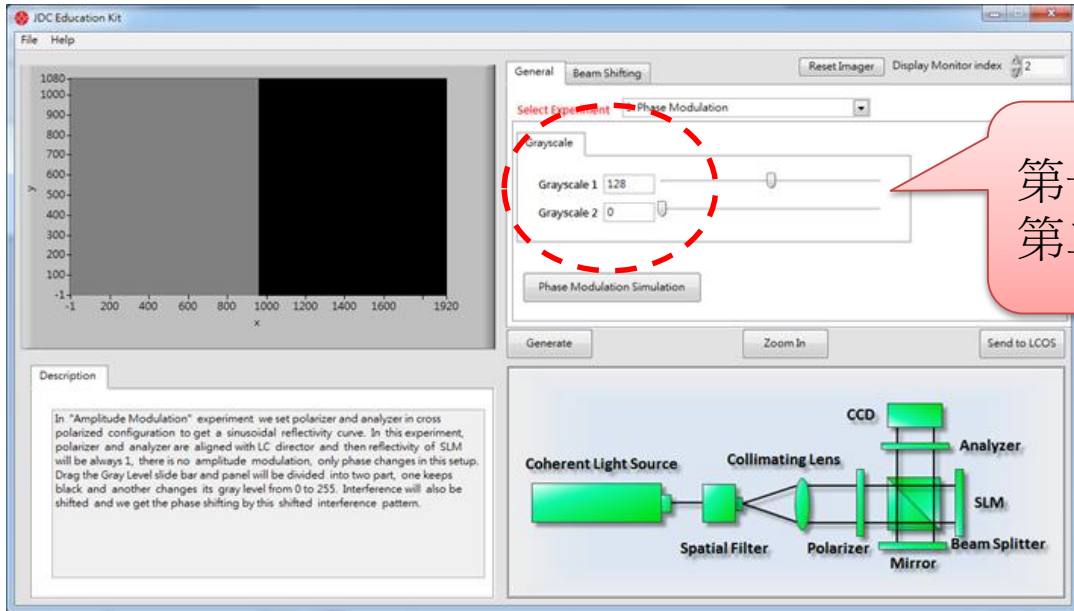 JDC Education Kit
File Help
General
Beam Shifting
Reset Imager
Display Monitor index
2
Select Experiment
Phase Modulation
Grayscale
Grayscale 1 128
Grayscale 2 0
Phase Modulation Simulation
Generate
Zoom In
Send to LCOS
1080
1000
900
800
700
600
500
400
300
200
100
-1
y
-1 200 400 600 800 1000 1200 1400 1600 1920
x
第
第
Description
In "Amplitude Modulation" experiment we set polarizer and analyzer in cross
polarized configuration to get a sinusoidal reflectivity curve. In this experiment,
polarizer and analyzer are aligned with LC director and then reflectivity of SLM
will be always 1, there is no amplitude modulation, only phase changes in this setup.
Drag the Gray Level slide bar and panel will be divided into two part, one keeps
black and another changes its gray level from 0 to 255. Interference will also be
shifted and we get the phase shifting by this shifted interference pattern.
CCD
Analyzer
Coherent Light Source
Collimating Lens
SLM
Spatial Filter
Polarizer
Beam Splitter
Mirror